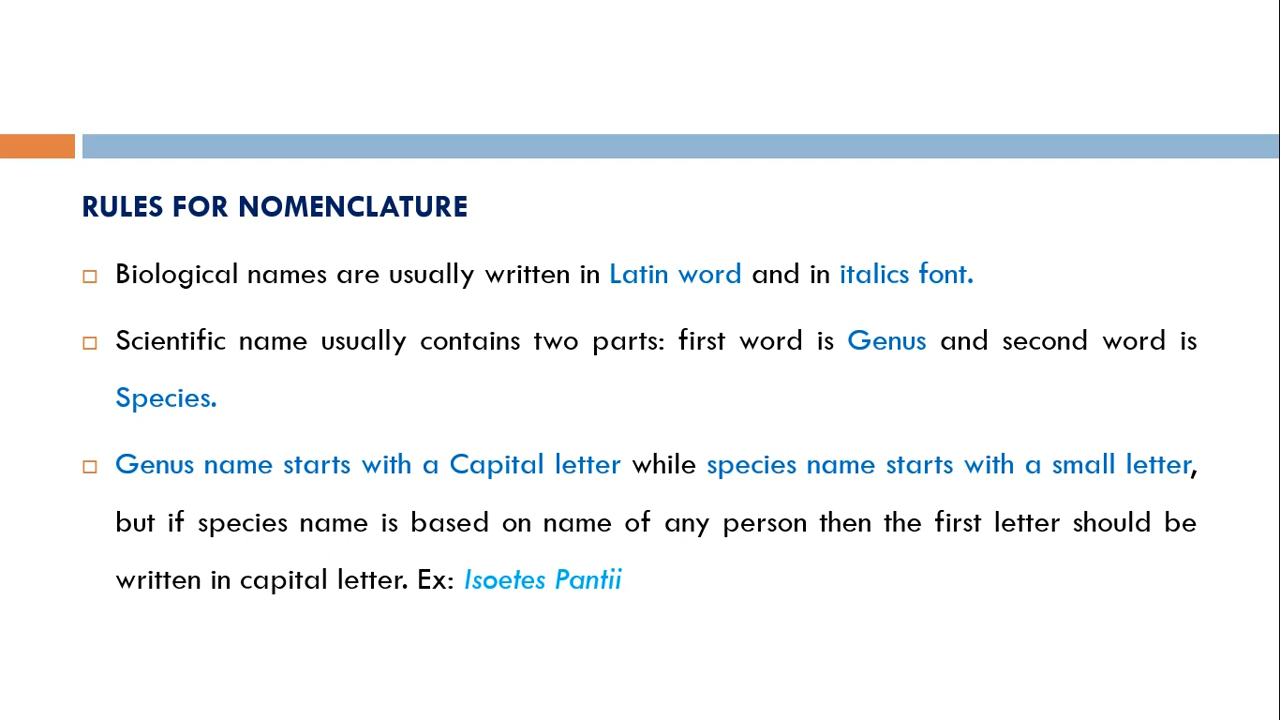 RULES FOR NOMENCLATURE
Biological names are usually written in Latin word and in italics font.
Scientific name usually contains two parts: first word is Genus and second word is
Species.
Genus name starts with a Capital letter while species name starts with a small letter,
but if species name is based on name of any person then the first letter should be
written in capital letter. Ex: Isoetes Pantii